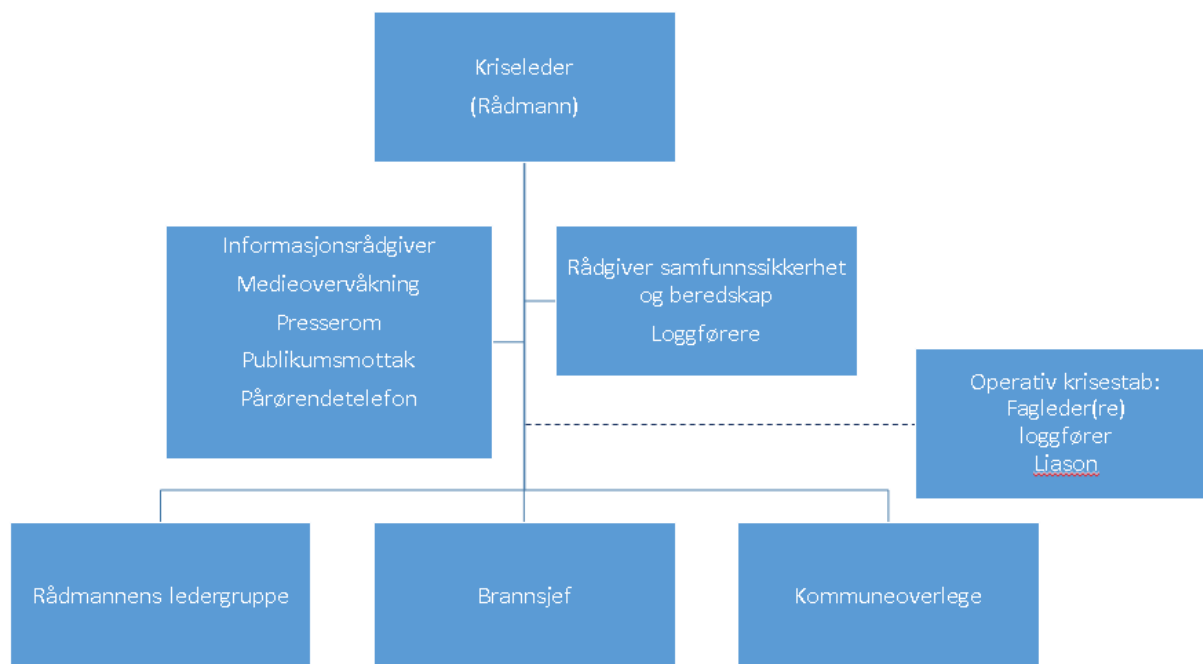 Kriseleder
(Rådmann)
Informasjonsrådgiver
Medieovervåkning
Presserom
Publikumsmottak
Pårørendetelefon
Rådgiver samfunnssikkerhet
og beredskap
Loggførere
Operativ krisestab:
Fagleder(re)
loggfører
Liason
Rådmannens ledergruppe
Brannsjef
Kommuneoverlege